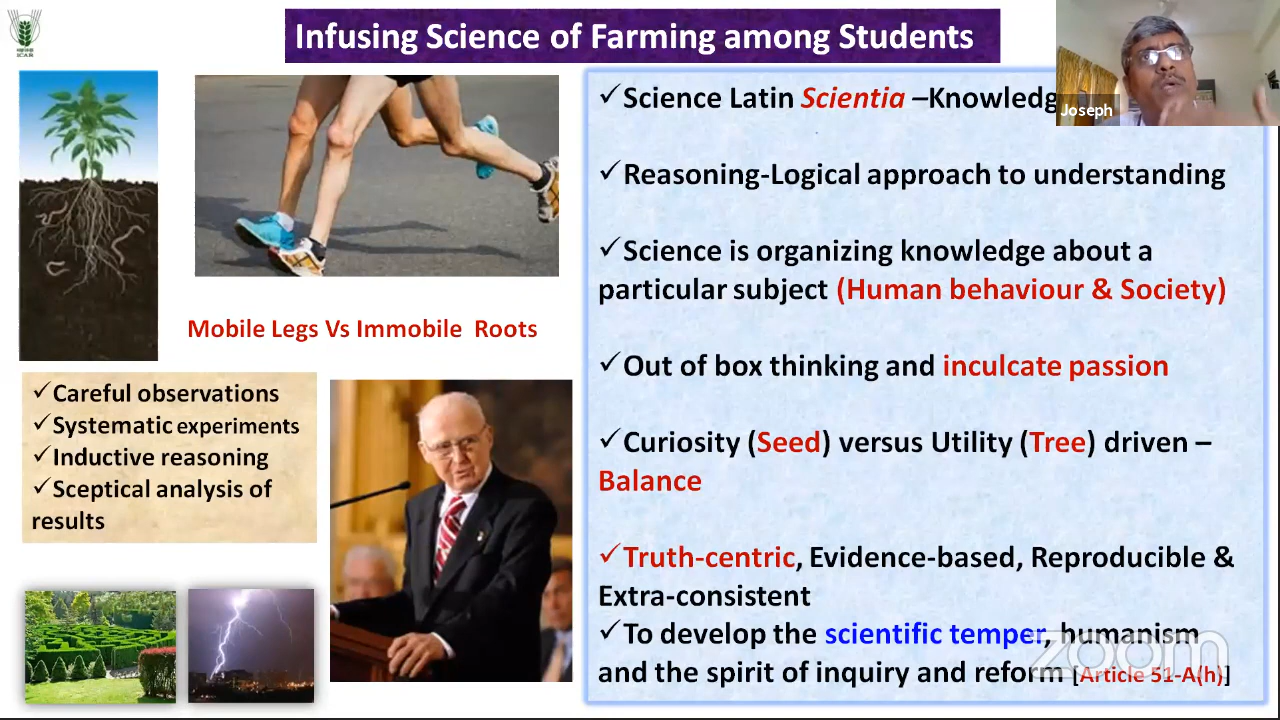 Infusing Science of Farming among Students
ICAR
Joseph
✓Science Latin Scientia –Knowledg
✓Reasoning-Logical approach to understanding
✓Science is organizing knowledge about a
particular subject (Human behaviour & Society)
✓Out of box thinking and inculcate passion
✓Curiosity (Seed) versus Utility (Tree) driven –
Balance
✓Truth-centric, Evidence-based, Reproducible &
Extra-consistent
✓To develop the scientific temper, humanism
and the spirit of inquiry and reform [Article 51-A(h)]
zoom
Mobile Legs Vs Immobile Roots
✓Careful observations
✓Systematic experiments
✓Inductive reasoning
✓Sceptical analysis of
results